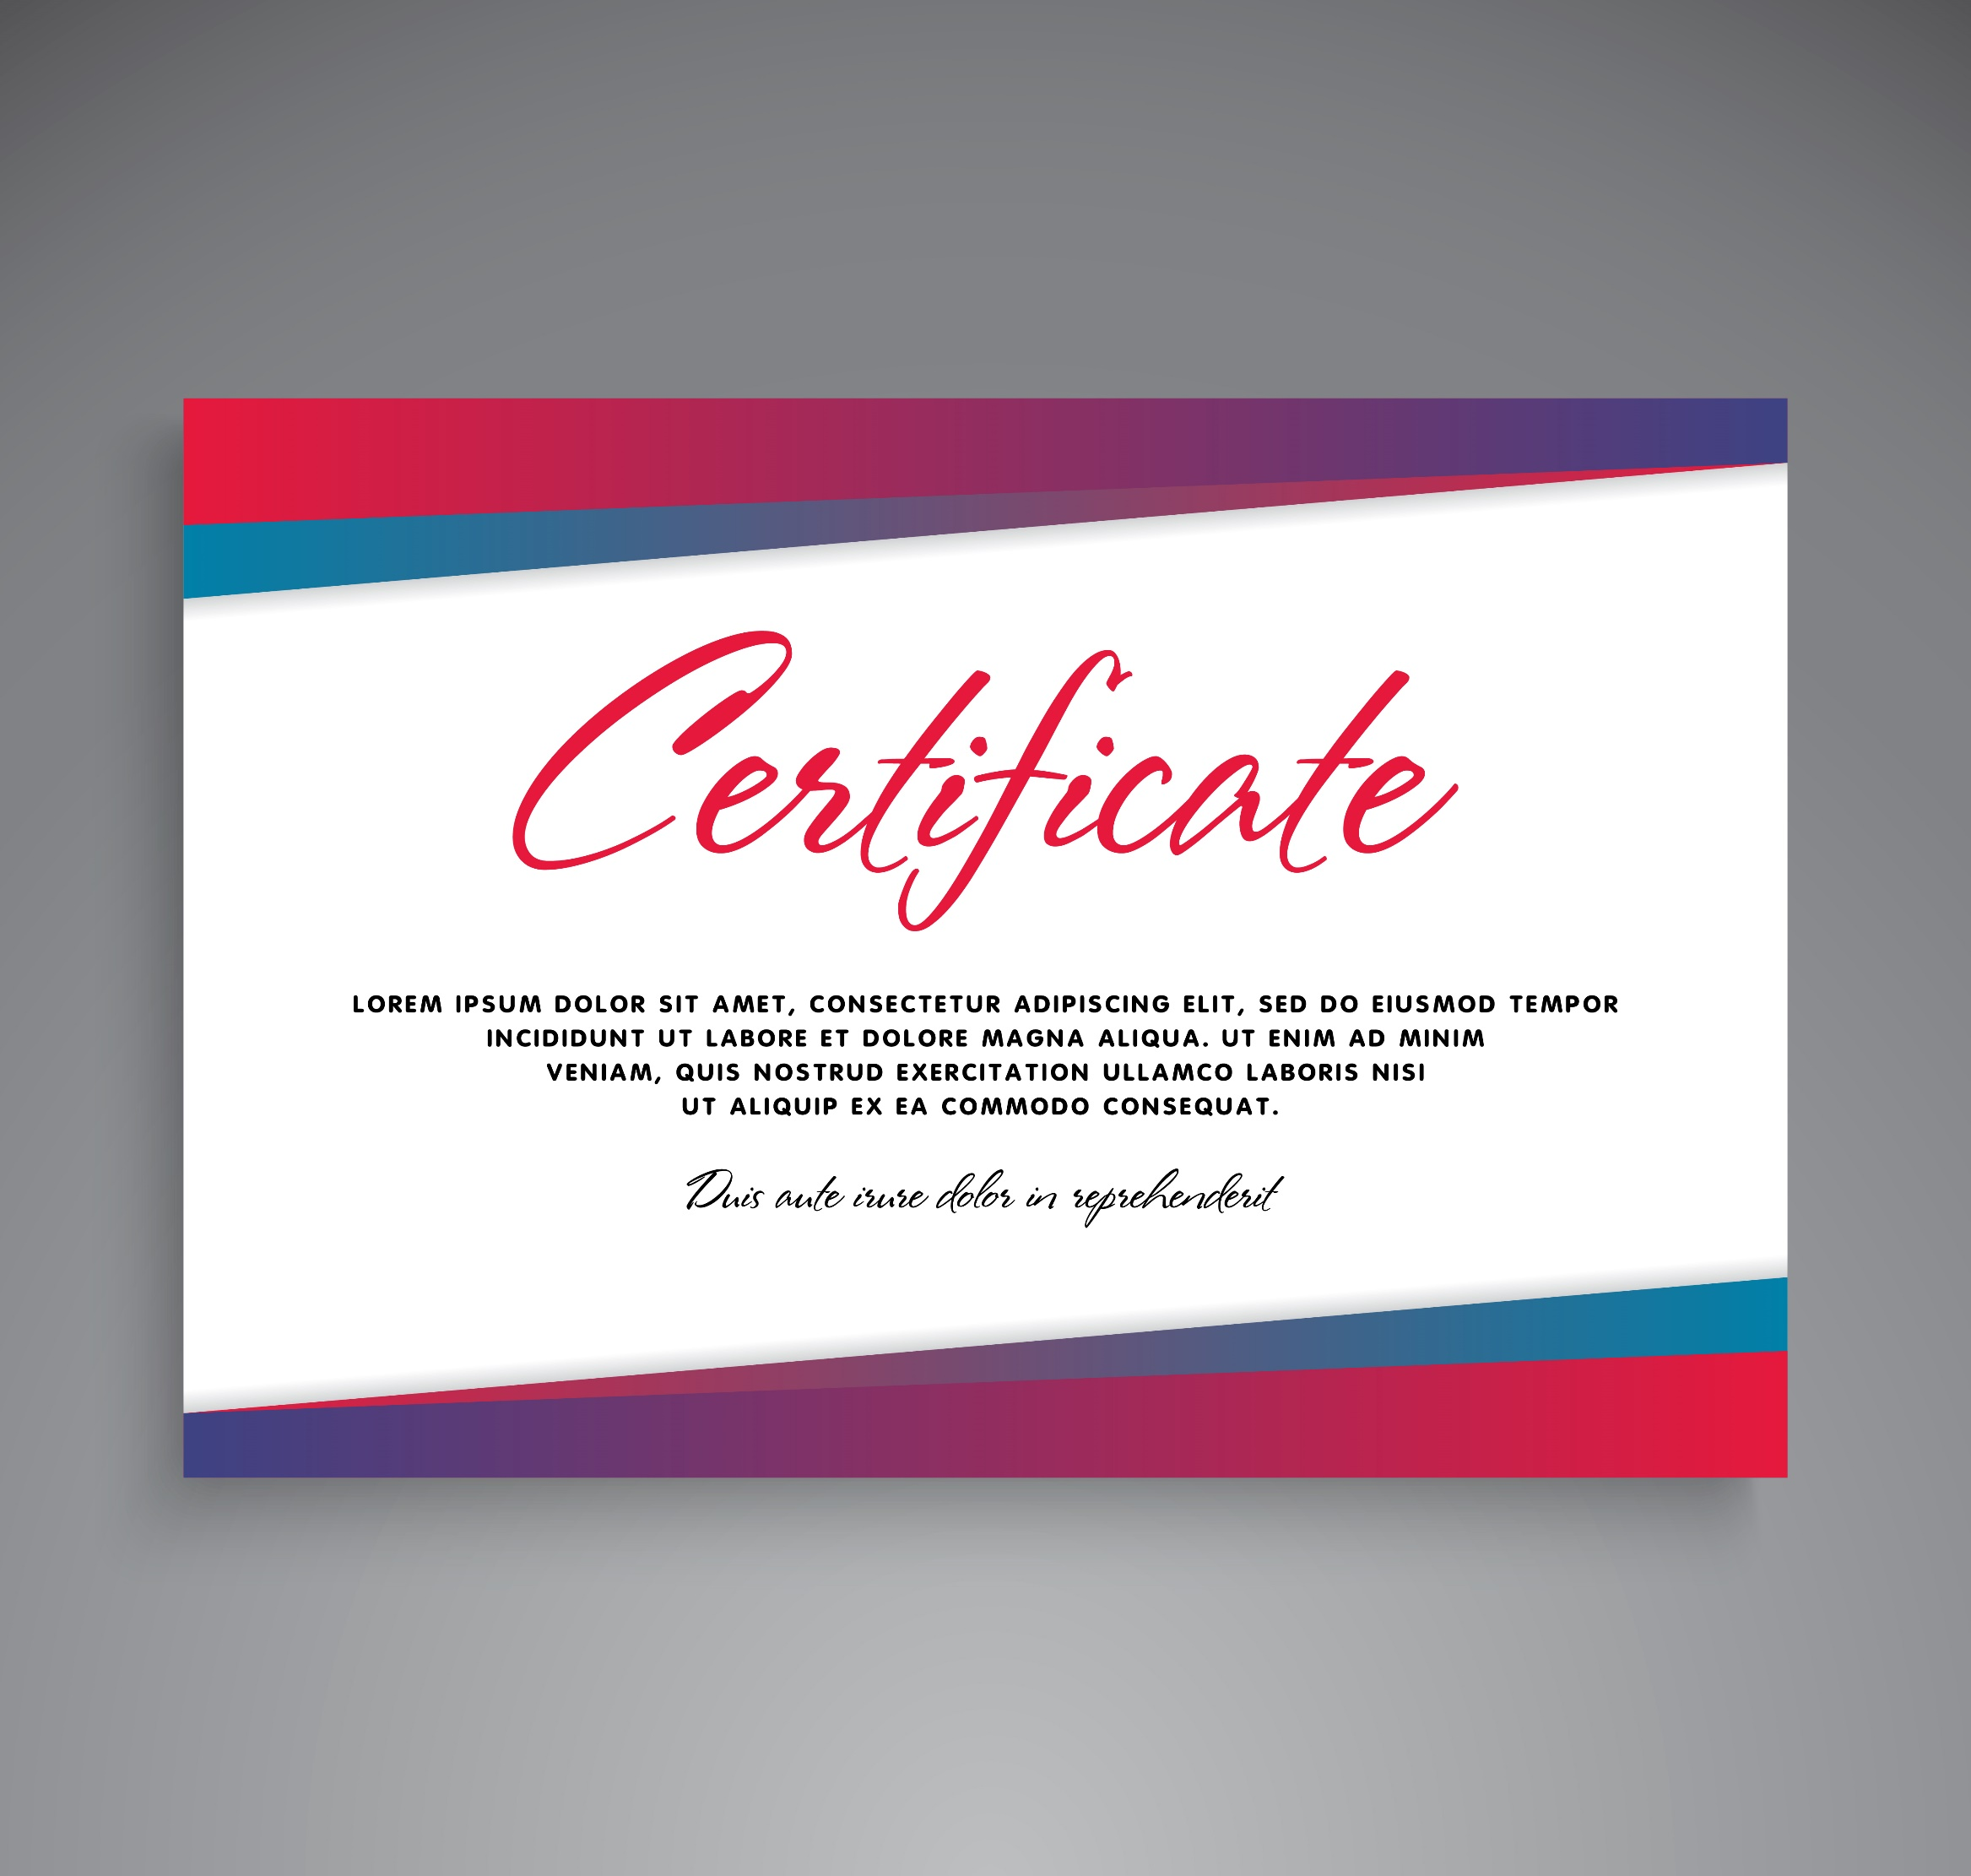 Certificate
LOREM IPSUM DOLOR SIT AMET, CONSECTETUR ADIPISCING ELIT, SED DO EIUSMOD TEMPOR
INCIDIDUNT UT LABORE ET DOLORE MAGNA ALIQUA. UT ENIM AD MINIM
VENIAM, QUIS NOSTRUD EXERCITATION ULLAMCO LABORIS NISI
UT ALIQUIP EX EA COMMODO CONSEQUAT.
Duis aute irure dolor in reprehenderit